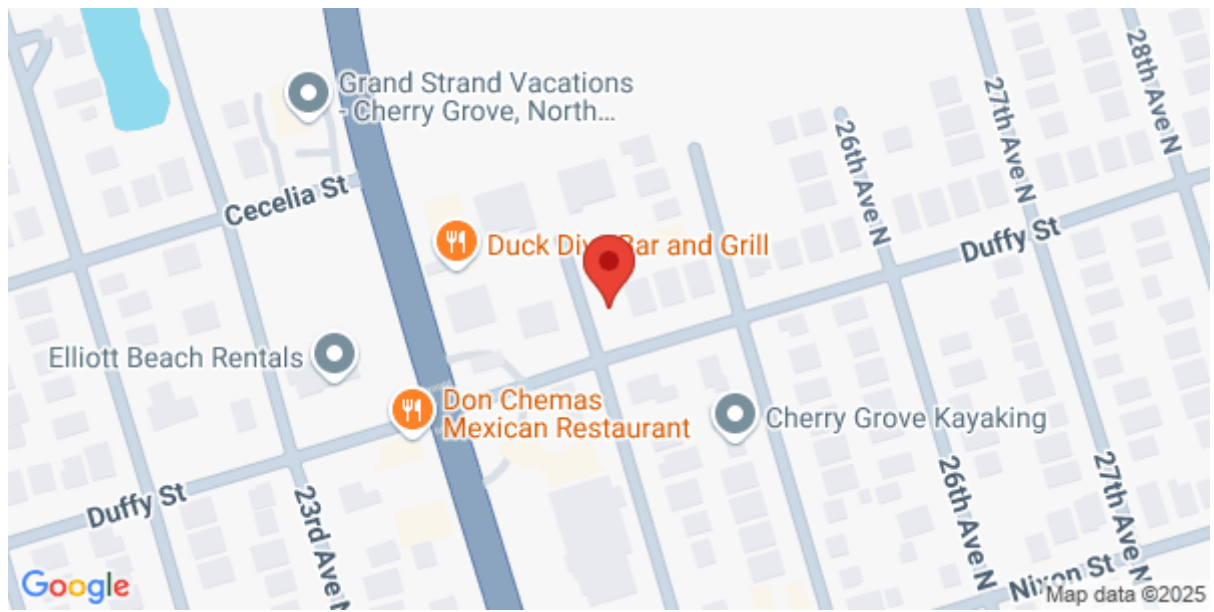 Grand Strand Vacations
- Cherry Grove, North...
Cecelia St
26th Ave N
27th Ave N
28th Ave N
Duck Dive Bar and Grill
Duffy St
Elliott Beach Rentals
Don Chemas
Mexican Restaurant
Cherry Grove Kayaking
Duffy St
23rd Ave N
26th Ave N
27th Ave N
Nixon St
Google
Map data ©2025